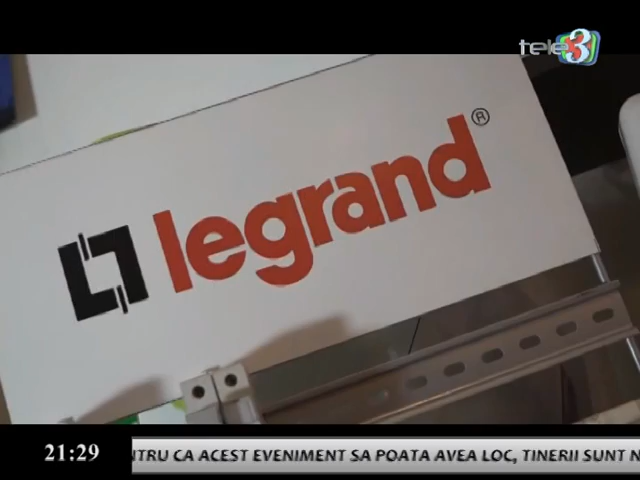 tele3
legrand®
21:29
NTRU CA ACEST EVENIMENT SA POATA AVEA LOC, TINERII SUNT N